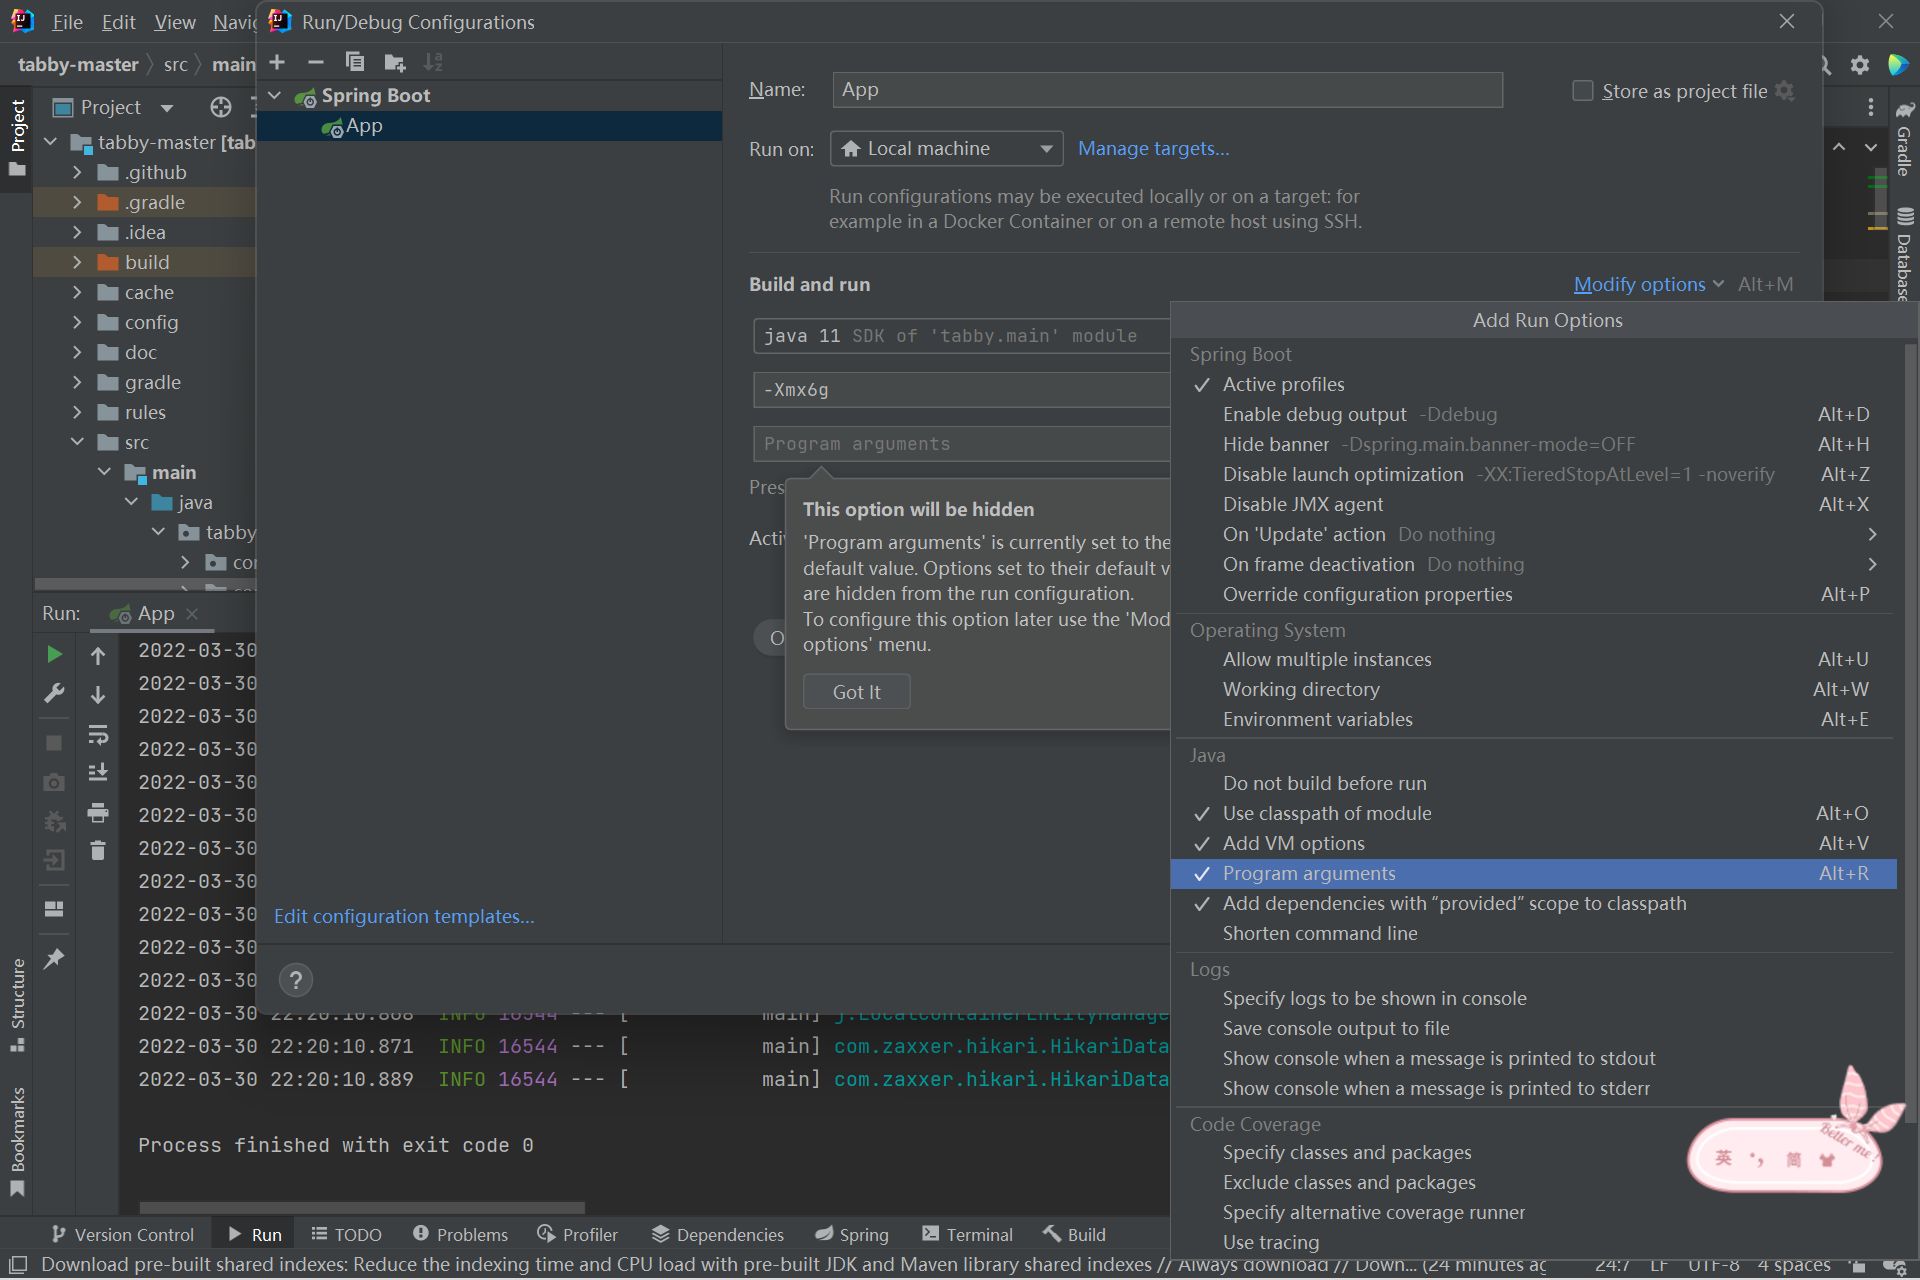 File Edit View Navig
Run/Debug Configurations
tabby-master src main
Project
Project
tabby-master [tab
.github
.gradle
.idea
build
cache
config
doc
gradle
rules
src
main
java
tabby
Spring Boot
App
Edit configuration templates...
?
Name: App
Store as project file
Run on: Local machine Manage targets...
Run configurations may be executed locally or on a target: for
example in a Docker Container or on a remote host using SSH.
Build and run
Modify options Alt+M
java 11 SDK of 'tabby.main' module
-Xmx6g
Program arguments
Pres
Acti
O
This option will be hidden
'Program arguments' is currently set to the
default value. Options set to their default v
are hidden from the run configuration.
To configure this option later use the 'Mod
options' menu.
Got It
Add Run Options
Spring Boot
Active profiles
Enable debug output -Ddebug Alt+D
Hide banner -Dspring.main.banner-mode=OFF Alt+H
Disable launch optimization -XX:TieredStopAtLevel=1 -noverify Alt+Z
Disable JMX agent Alt+X
On 'Update' action Do nothing
On frame deactivation Do nothing
Override configuration properties Alt+P
Operating System
Allow multiple instances Alt+U
Working directory Alt+W
Environment variables Alt+E
Java
Do not build before run
Use classpath of module Alt+O
Add VM options Alt+V
Program arguments Alt+R
Add dependencies with “provided” scope to classpath
Shorten command line
Logs
Specify logs to be shown in console
Save console output to file
Show console when a message is printed to stdout
Show console when a message is printed to stderr
Code Coverage
Specify classes and packages
Exclude classes and packages
Specify alternative coverage runner
Use tracing
Gradle
Database
Better me!
英 简
Run: App
2022-03-30
2022-03-30
2022-03-30
2022-03-30
2022-03-30
2022-03-30
2022-03-30
2022-03-30
2022-03-30
2022-03-30
2022-03-30
2022-03-30 22:20:10.868 INFO 16544 --- [ main] j.LocalContainerEntityManage
2022-03-30 22:20:10.871 INFO 16544 --- [ main] com.zaxxer.hikari.HikariData
2022-03-30 22:20:10.889 INFO 16544 --- [ main] com.zaxxer.hikari.HikariData
Process finished with exit code 0
Structure
Bookmarks
Version Control Run TODO Problems Profiler Dependencies Spring Terminal Build
Download pre-built shared indexes: Reduce the indexing time and CPU load with pre-built JDK and Maven library shared indexes // Always download // Down... (24 minutes ag 24:7 LF UTF-8 4 spaces